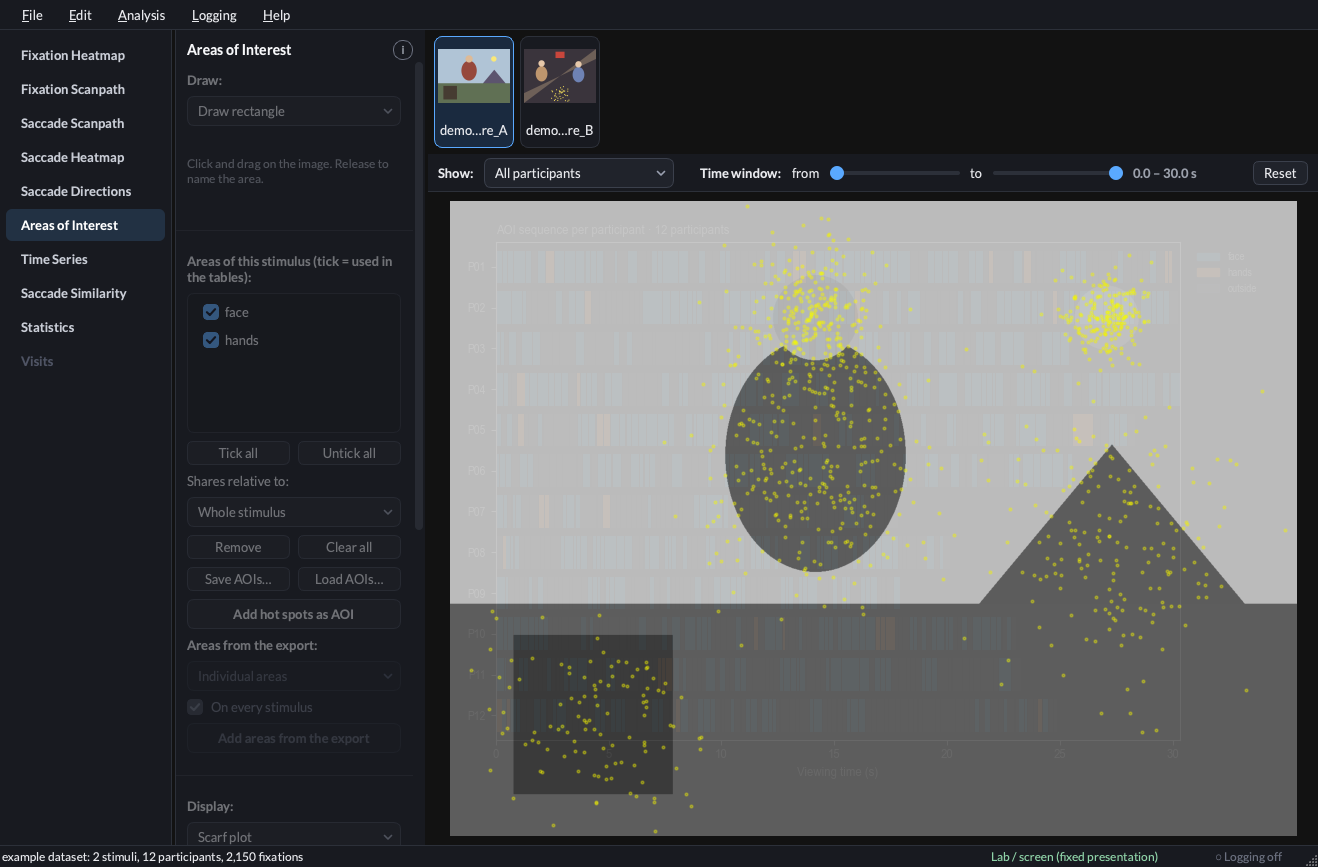 File Edit Analysis Logging Help
Fixation Heatmap
Fixation Scanpath
Saccade Scanpath
Saccade Heatmap
Saccade Directions
Areas of Interest
Time Series
Saccade Similarity
Statistics
Visits
Areas of Interest i
Draw:
Draw rectangle
Click and drag on the image. Release to
name the area.
Areas of this stimulus (tick = used in
the tables):
face
hands
Tick all Untick all
Shares relative to:
Whole stimulus
Remove Clear all
Save AOIs... Load AOIs...
Add hot spots as AOI
Areas from the export:
Individual areas
On every stimulus
Add areas from the export
Display:
Scarf plot
demo...re_A demo...re_B
Show: All participants Time window: from to 0.0 – 30.0 s Reset
AOI sequence per participant 12 participants
P01
P02
P03
P04
P05
P06
P07
P08
P09
P10
P11
P12
face
outside
0 10 15 20 25 30
Viewing time (s)
example dataset: 2 stimuli, 12 participants, 2,150 fixations
Lab / screen (fixed presentation) ○ Logging off